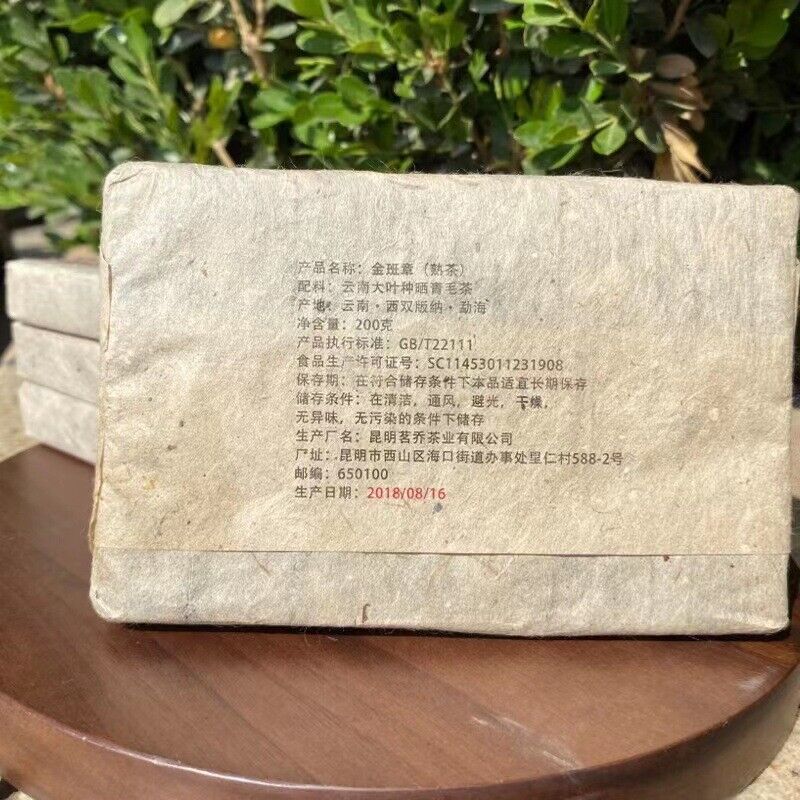 产品名称：金班章（熟茶）
配料：云南大叶种晒青毛茶
产地：云南·西双版纳·勐海
净含量：200克
产品执行标准：GB/T22111
食品生产许可证号：SC11453011231908
保存期：在符合储存条件下本品适宜长期保存
储存条件：在清洁，通风，避光，干燥，
无异味，无污染的条件下储存
生产厂名：昆明茗乔茶业有限公司
厂址：昆明市西山区海口街道办事处里仁村588-2号
邮编：650100
生产日期：2018/08/16